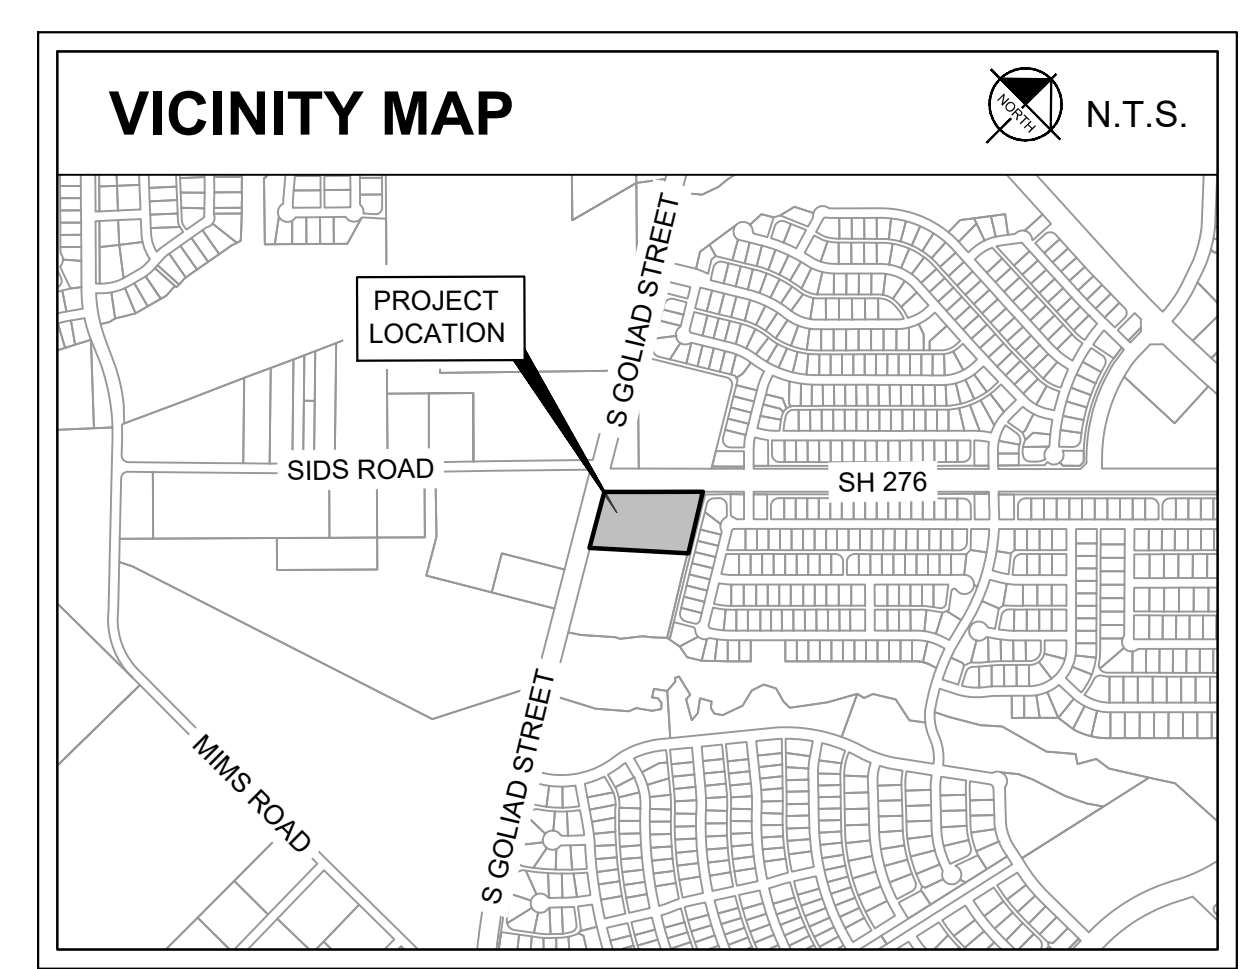 VICINITY MAP
NORTH
N.T.S.
S GOLIAD STREET
PROJECT
LOCATION
SIDS ROAD
SH 276
S GOLIAD STREET
MIMS ROAD